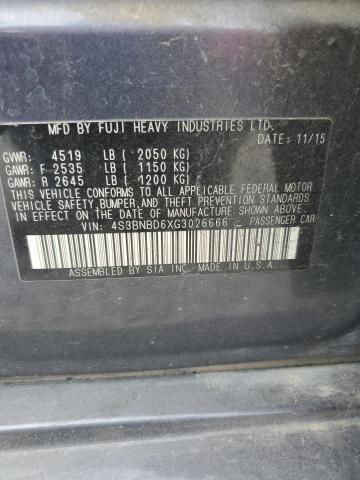 MFD BY FUJI HEAVY INDUSTRIES LTD.
DATE: 11/15
GVWR: 4519 LB ( 2050 KG)
GAWR: F 2535 LB ( 1150 KG)
GAWR: R 2645 LB ( 1200 KG)
THIS VEHICLE CONFORMS TO ALL APPLICABLE FEDERAL MOTOR
VEHICLE SAFETY, BUMPER, AND THEFT PREVENTION STANDARDS
IN EFFECT ON THE DATE OF MANUFACTURE SHOWN ABOVE.
VIN: 4S3BNBD6XG3026666 PASSENGER CAR
ASSEMBLED BY SIA INC. MADE IN U.S.A.